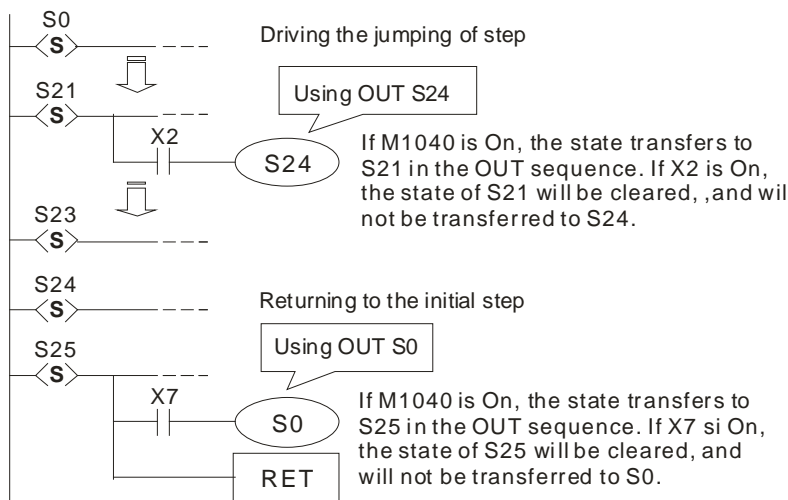 S0
S
Driving the jumping of step
S21
S
Using OUT S24
X2
S24
If M1040 is On, the state transfers to
S21 in the OUT sequence. If X2 is On,
the state of S21 will be cleared, ,and wil
not be transferred to S24.
S23
S
S24
S
Returning to the initial step
S25
S
Using OUT S0
X7
S0
If M1040 is On, the state transfers to
S25 in the OUT sequence. If X7 si On,
the state of S25 will be cleared, and
will not be transferred to S0.
RET